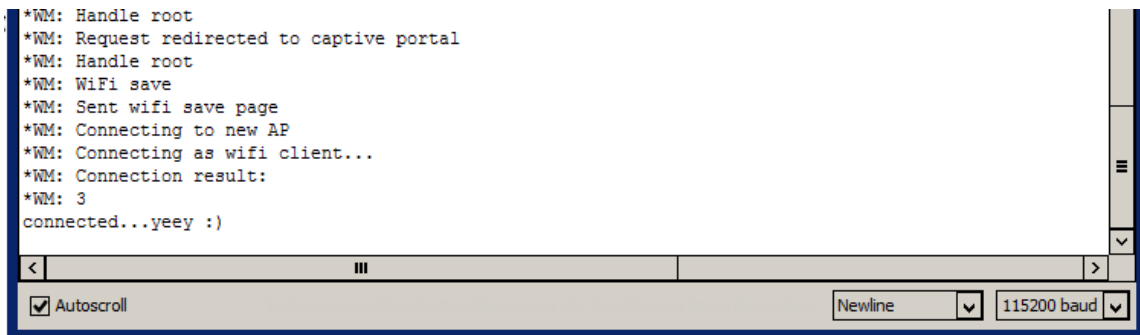 *WM: Handle root
*WM: Request redirected to captive portal
*WM: Handle root
*WM: WiFi save
*WM: Sent wifi save page
*WM: Connecting to new AP
*WM: Connecting as wifi client...
*WM: Connection result:
*WM: 3
connected...yeey :)
Autoscroll Newline 115200 baud